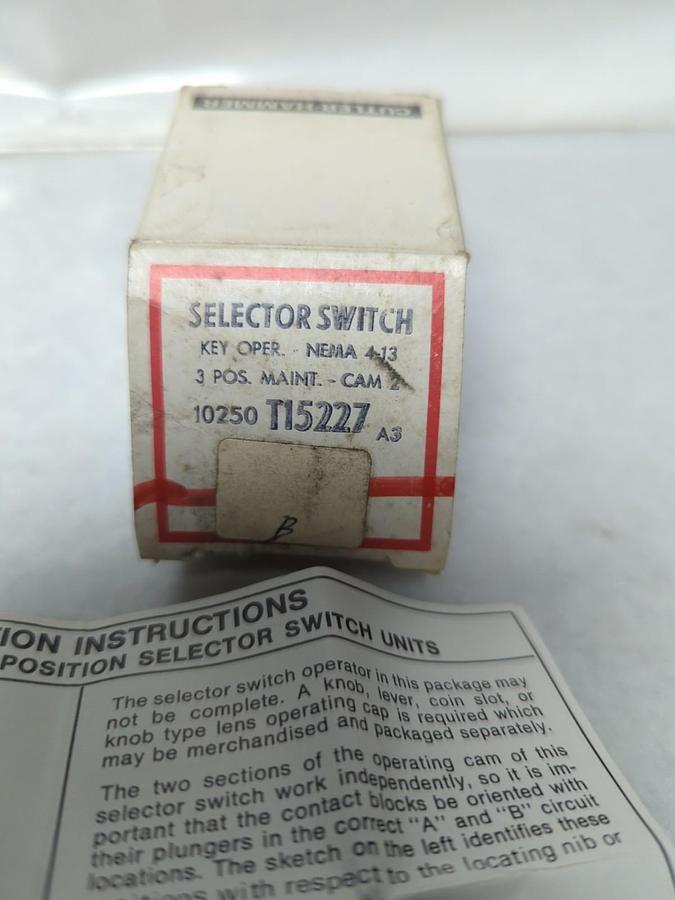 CUTLER-HAMMER
SELECTOR SWITCH
KEY OPER. - NEMA 4-13
3 POS. MAINT. - CAM 2
10250 T15227 A3
B
ION INSTRUCTIONS
POSITION SELECTOR SWITCH UNITS
The selector switch operator in this package may
not be complete. A knob, lever, coin slot, or
knob type lens operating cap is required which
may be merchandised and packaged separately.
The two sections of the operating cam of this
selector switch work independently, so it is im-
portant that the contact blocks be oriented with
their plungers in the correct "A" and "B" circuit
locations. The sketch on the left identifies these
with respect to the locating nib or